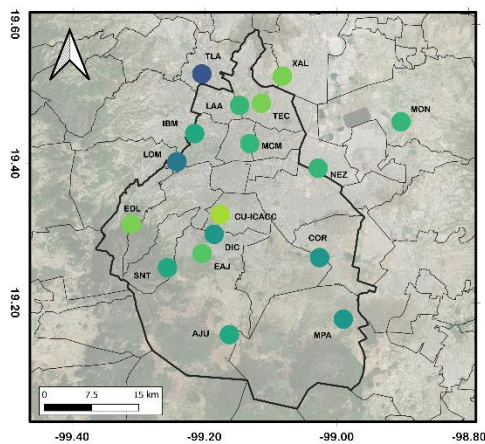 19.60
TLA
XAL
LAA
TEC
MON
IBM
MCM
19.40
LOM
NEZ
EDL
CU-ICACC
DIC
COR
EAJ
SNT
19.20
AJU
MPA
0 7.5 15 km
-99.40 -99.20 -99.00 -98.80